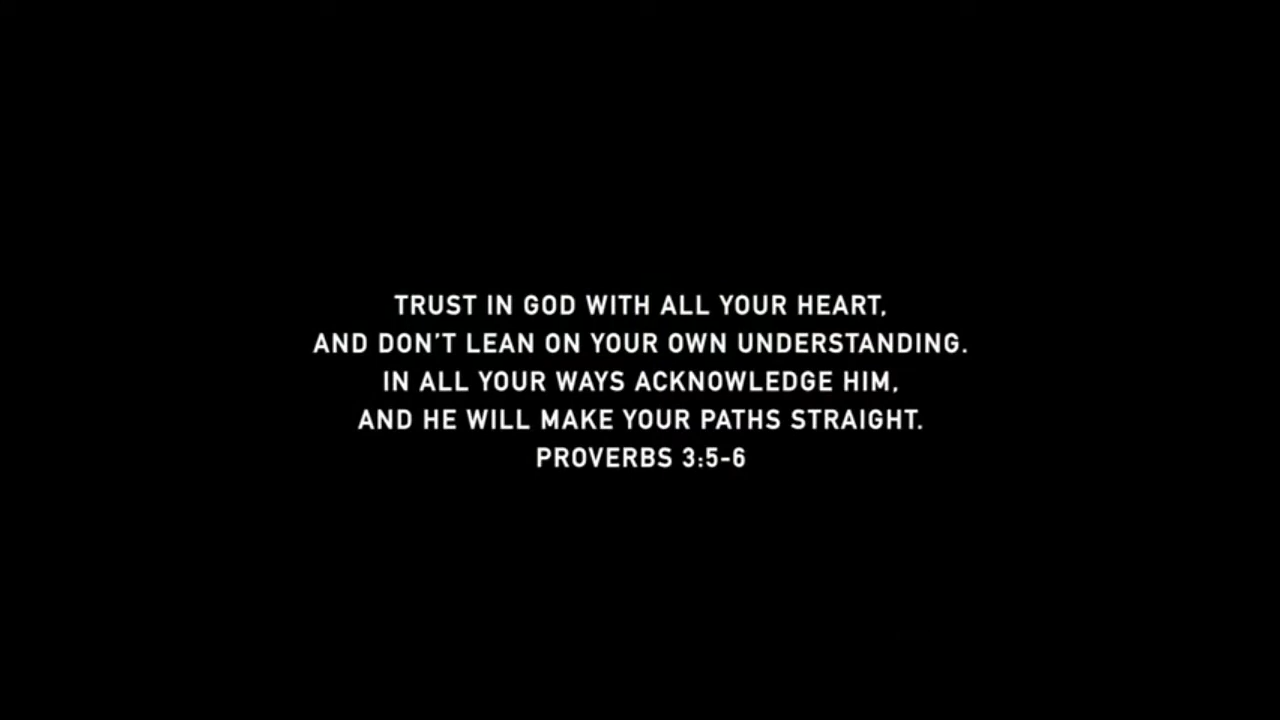 TRUST IN GOD WITH ALL YOUR HEART,
AND DON'T LEAN ON YOUR OWN UNDERSTANDING.
IN ALL YOUR WAYS ACKNOWLEDGE HIM,
AND HE WILL MAKE YOUR PATHS STRAIGHT.
PROVERBS 3:5-6